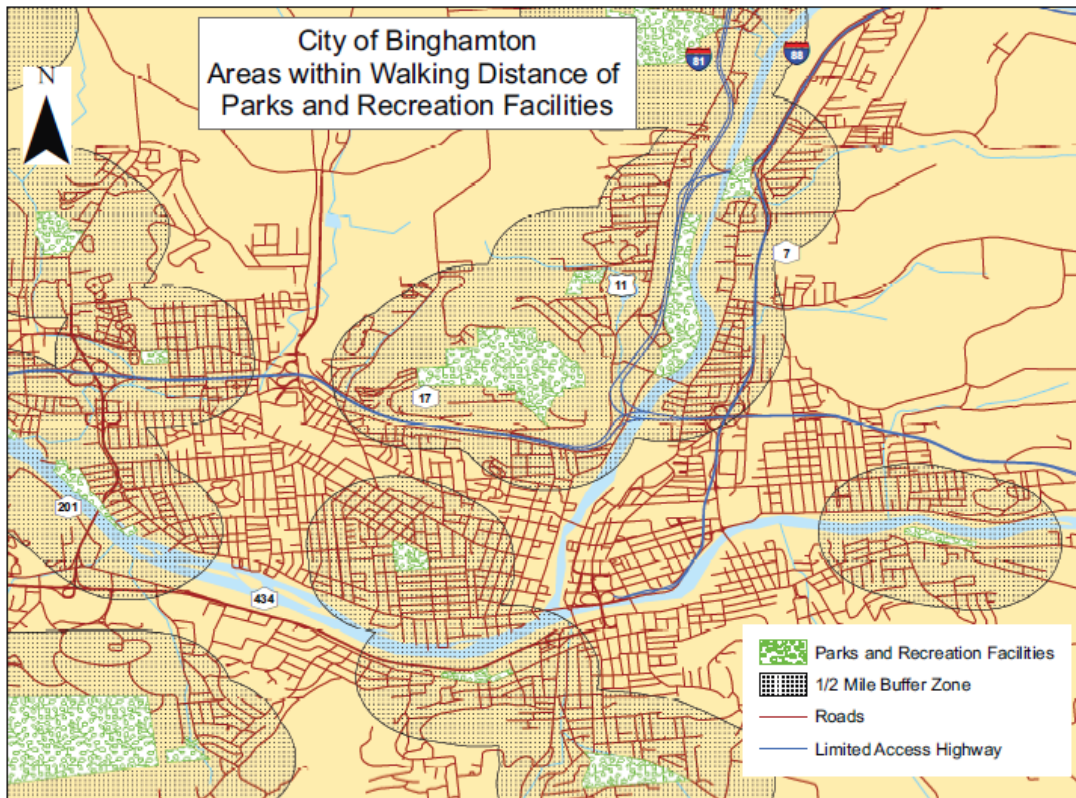 City of Binghamton
Areas within Walking Distance of
Parks and Recreation Facilities
N
81
88
7
11
17
201
434
Parks and Recreation Facilities
1/2 Mile Buffer Zone
Roads
Limited Access Highway